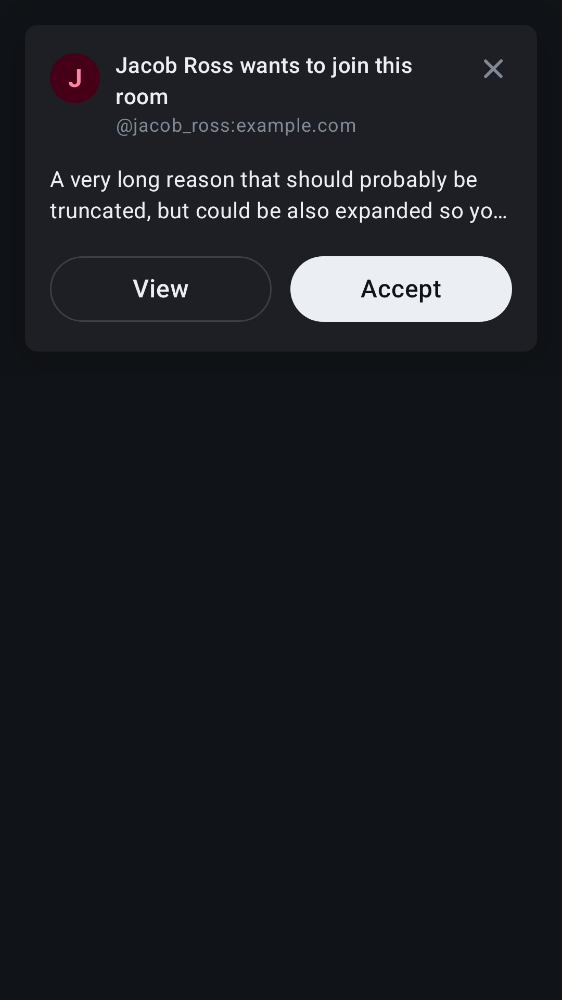 J
Jacob Ross wants to join this
room
@jacob_ross:example.com
A very long reason that should probably be
truncated, but could be also expanded so yo…
View
Accept